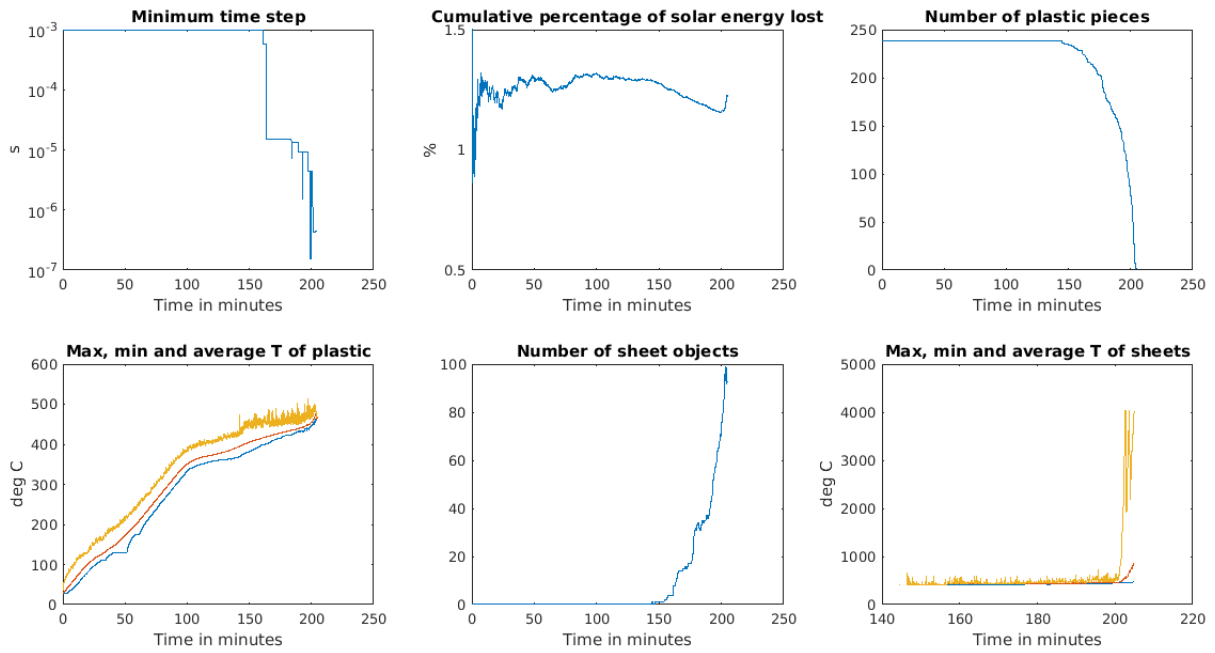 Minimum time step
10^-3
10^-4
10^-5
10^-6
10^-7
s
0 50 100 150 200 250
Time in minutes
Cumulative percentage of solar energy lost
1.5
1
0.5
%
0 50 100 150 200 250
Time in minutes
Number of plastic pieces
250
200
150
100
50
0
0 50 100 150 200 250
Time in minutes
Max, min and average T of plastic
600
500
400
300
200
100
0
deg C
0 50 100 150 200 250
Time in minutes
Number of sheet objects
100
80
60
40
20
0
0 50 100 150 200 250
Time in minutes
Max, min and average T of sheets
5000
4000
3000
2000
1000
0
deg C
140 160 180 200 220
Time in minutes